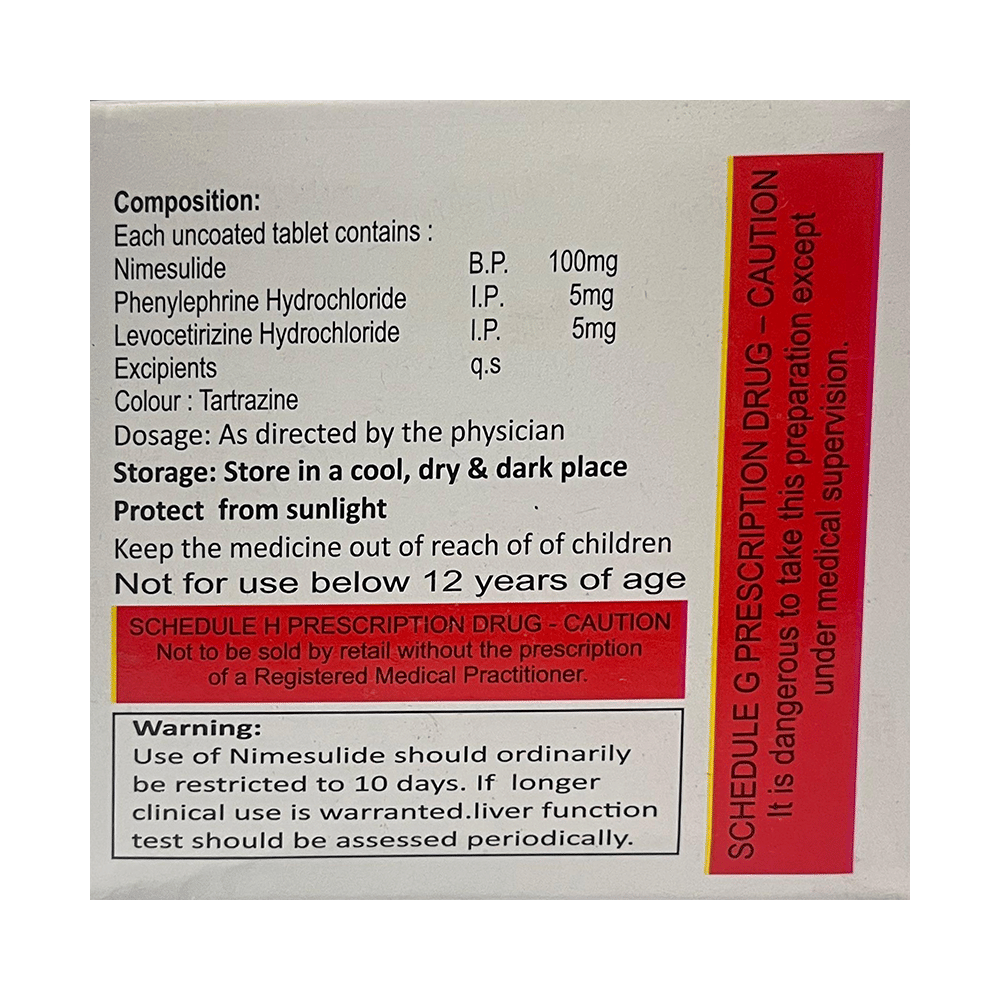 Composition:
Each uncoated tablet contains :
Nimesulide B.P. 100mg
Phenylephrine Hydrochloride I.P. 5mg
Levocetirizine Hydrochloride I.P. 5mg
Excipients q.s
Colour : Tartrazine
Dosage: As directed by the physician
Storage: Store in a cool, dry & dark place
Protect from sunlight
Keep the medicine out of reach of of children
Not for use below 12 years of age
SCHEDULE H PRESCRIPTION DRUG - CAUTION
Not to be sold by retail without the prescription
of a Registered Medical Practitioner.
Warning:
Use of Nimesulide should ordinarily
be restricted to 10 days. If longer
clinical use is warranted.liver function
test should be assessed periodically.
SCHEDULE G PRESCRIPTION DRUG – CAUTION
It is dangerous to take this preparation except
under medical supervision.